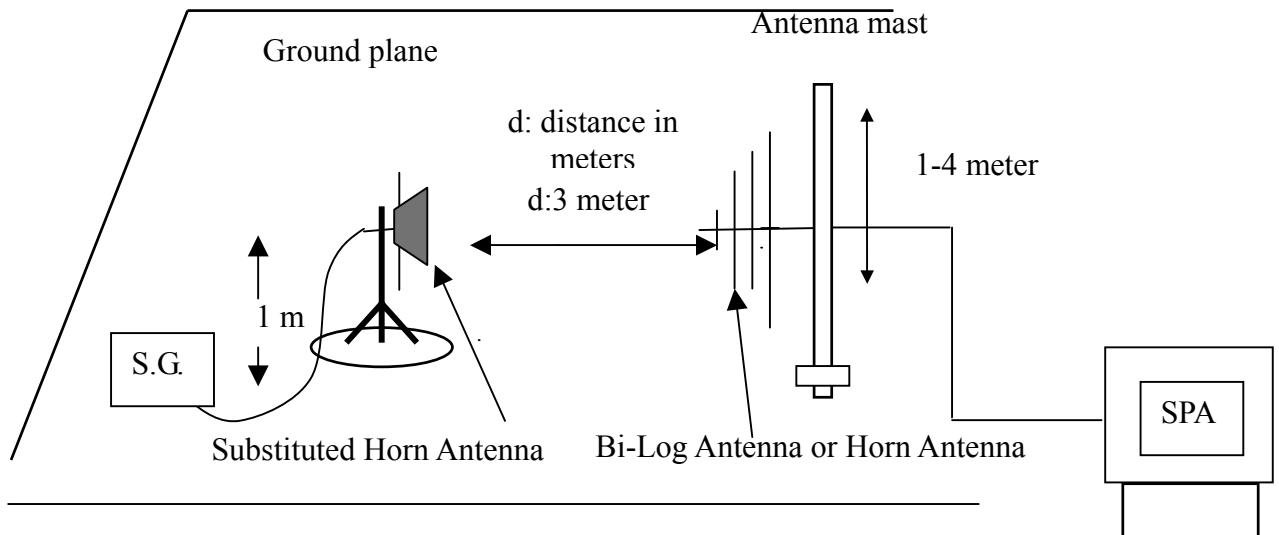 Antenna mast
Ground plane
d: distance in
meters
d:3 meter
1-4 meter
1 m
S.G.
SPA
Substituted Horn Antenna
Bi-Log Antenna or Horn Antenna